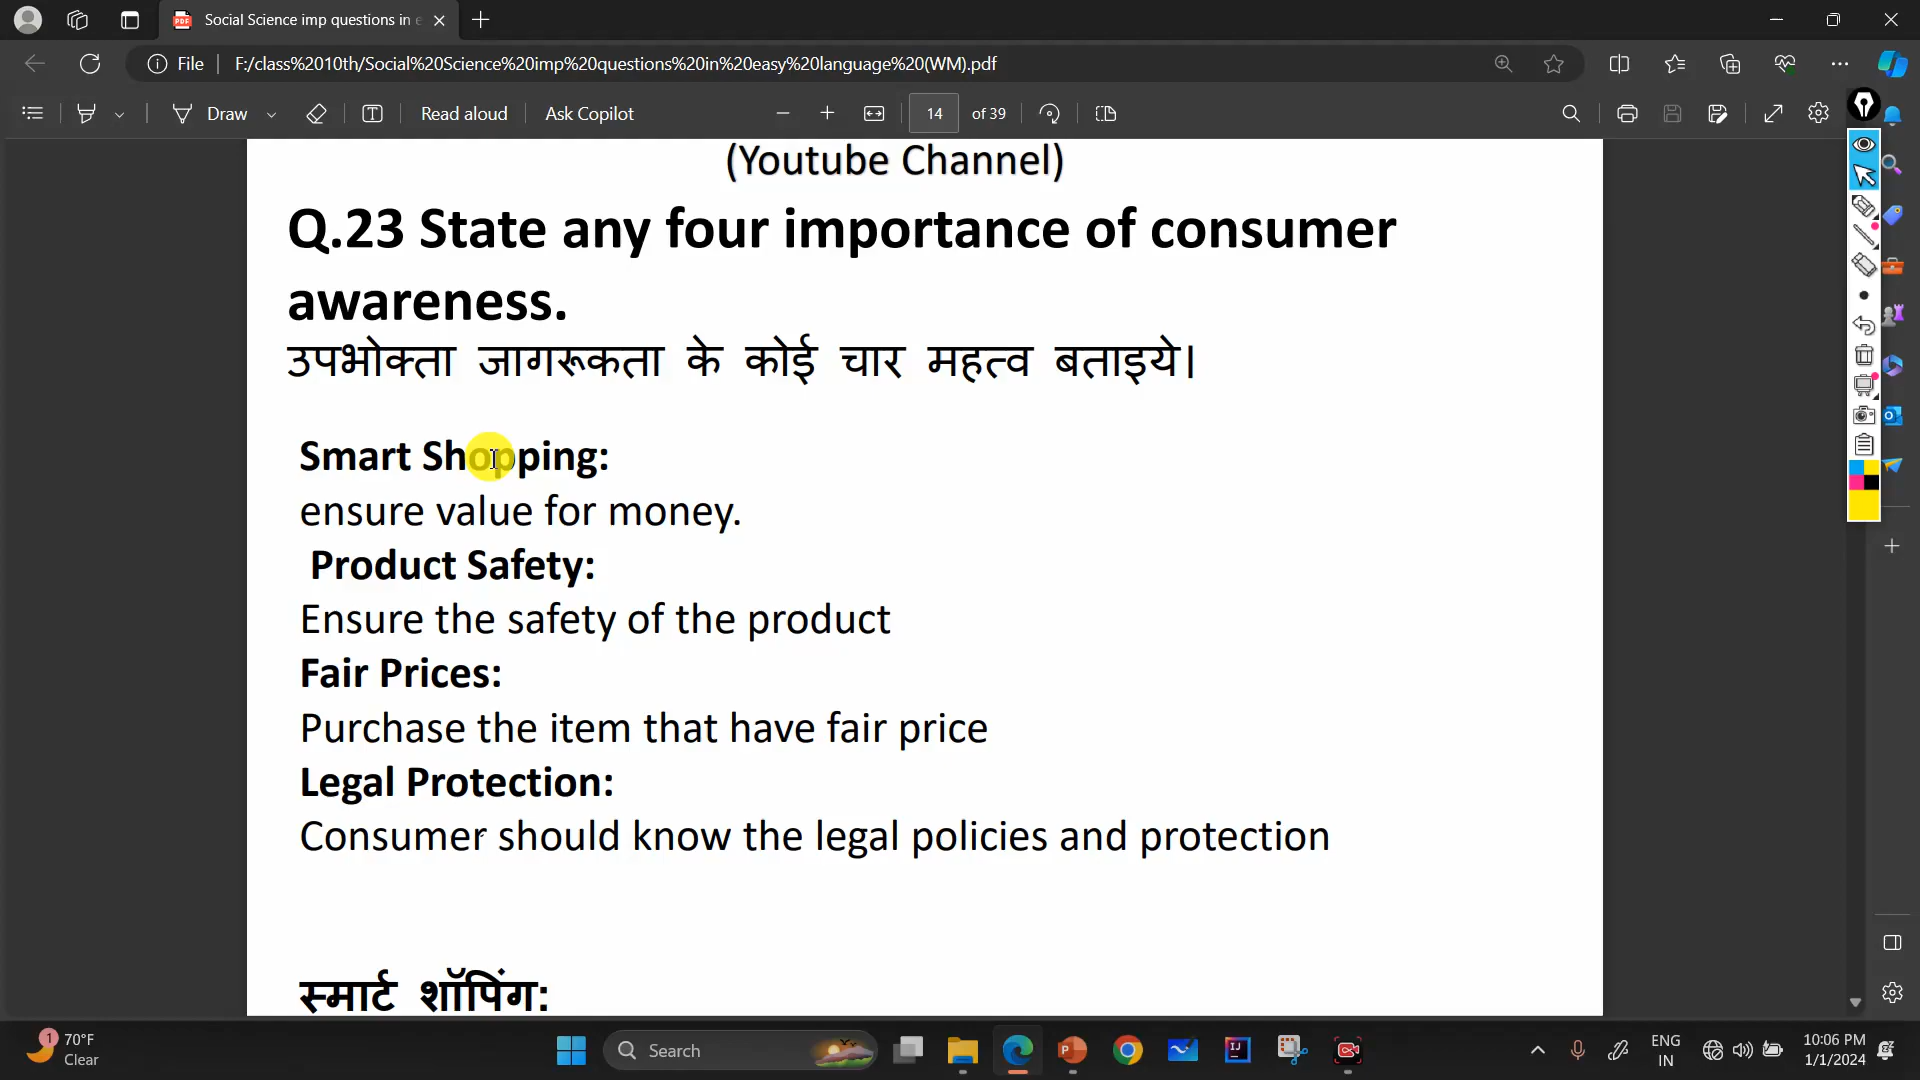 Social Science imp questions in e
File
F:/class%2010th/Social%20Science%20imp%20questions%20in%20easy%20language%20(WM).pdf
Draw
Read aloud
Ask Copilot
14
of 39
(Youtube Channel)
Q.23 State any four importance of consumer
awareness.
उपभोक्ता जागरूकता के कोई चार महत्व बताइये।
Smart Shopping:
ensure value for money.
Product Safety:
Ensure the safety of the product
Fair Prices:
Purchase the item that have fair price
Legal Protection:
Consumer should know the legal policies and protection
स्मार्ट शॉपिंग:
1
70°F
Clear
Search
ENG
IN
10:06 PM
1/1/2024